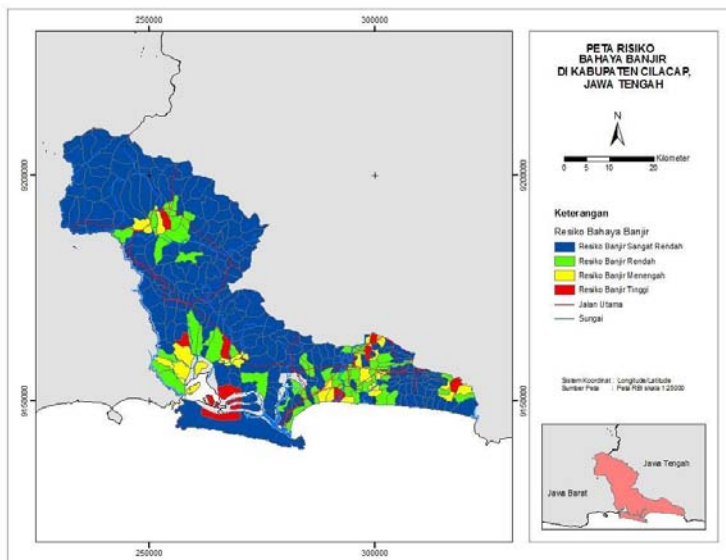 250000
300000
9200000
9200000
9150000
9150000
250000
300000
PETA RISIKO
BAHAYA BANJIR
DI KABUPATEN CILACAP,
JAWA TENGAH
N
Kilometer
0 5 10 20
Keterangan
Resiko Bahaya Banjir
Resiko Banjir Sangat Rendah
Resiko Banjir Rendah
Resiko Banjir Menengah
Resiko Banjir Tinggi
Jalan Utama
Sungai
Sistem Koordinat : Longitude/Latitude
Sumber Peta : Peta RBI skala 1:25000
Jawa Tengah
Jawa Barat